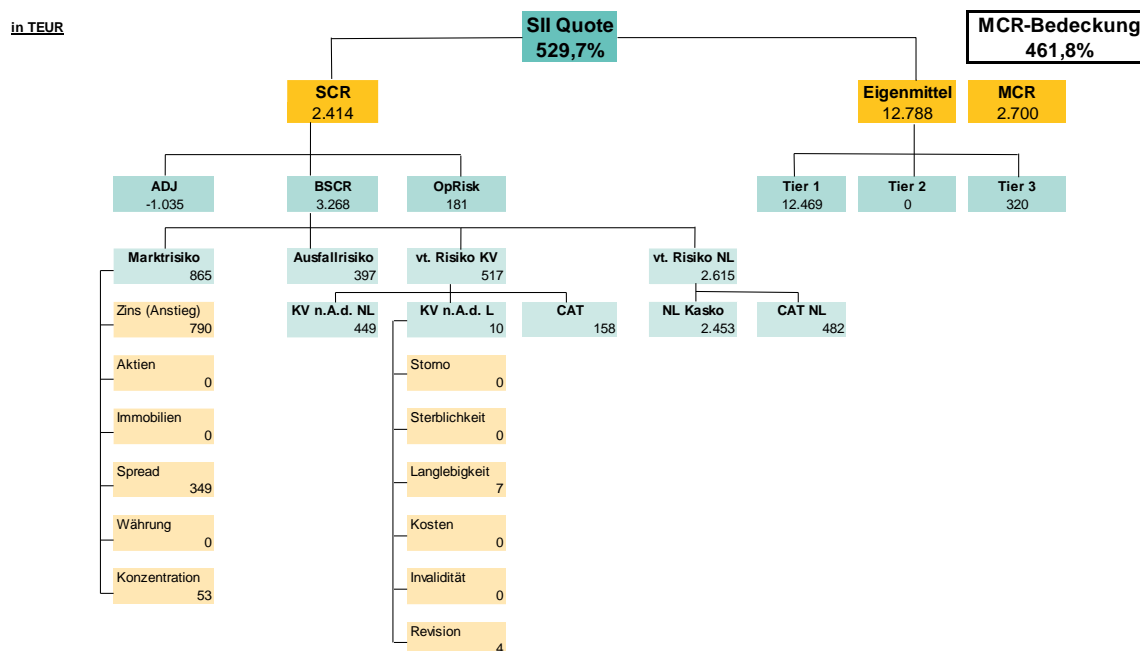 in TEUR
SII Quote
529,7%
MCR-Bedeckung
461,8%
SCR
2.414
Eigenmittel
12.788
MCR
2.700
ADJ
-1.035
BSCR
3.268
OpRisk
181
Tier 1
12.469
Tier 2
0
Tier 3
320
Marktrisiko
865
Ausfallrisiko
397
vt. Risiko KV
517
vt. Risiko NL
2.615
Zins (Anstieg)
790
KV n.A.d. NL
449
KV n.A.d. L
10
CAT
158
NL Kasko
2.453
CAT NL
482
Aktien
0
Storno
0
Immobilien
0
Sterblichkeit
0
Spread
349
Langlebigkeit
7
Währung
0
Kosten
0
Konzentration
53
Invalidität
0
Revision
4